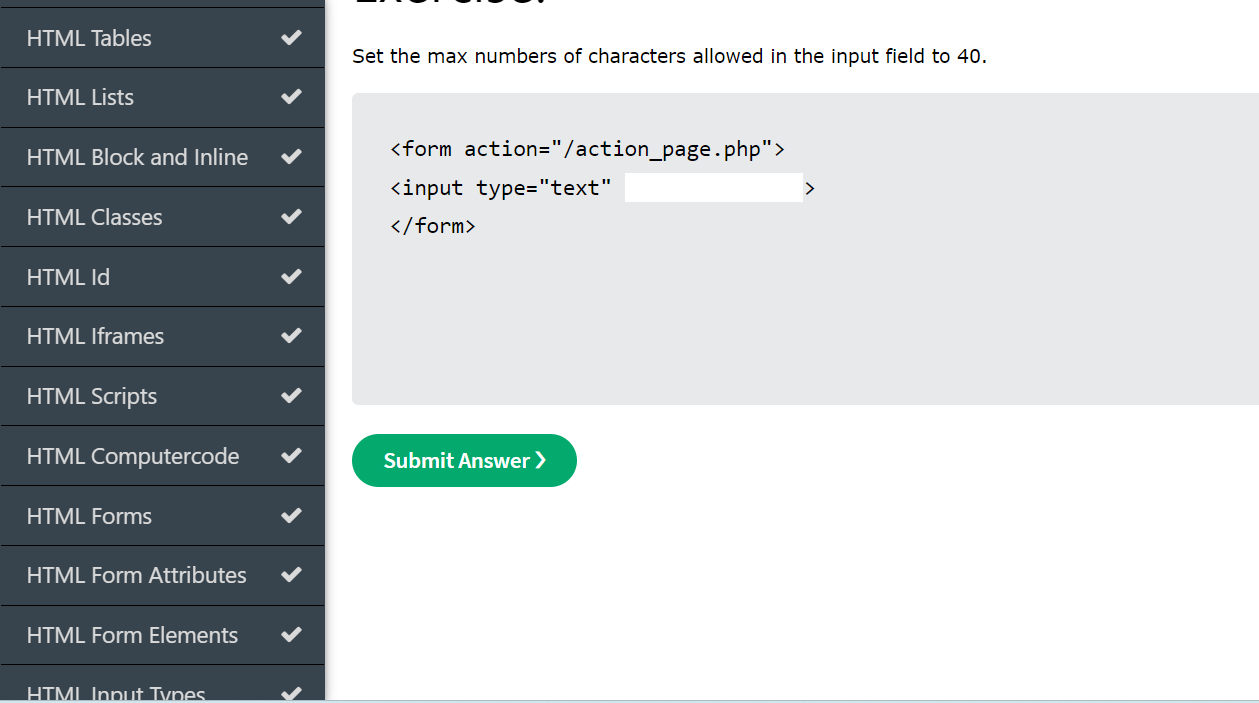 HTML Tables
HTML Lists
HTML Block and Inline
HTML Classes
HTML Id
HTML Iframes
HTML Scripts
HTML Computercode
HTML Forms
HTML Form Attributes
HTML Form Elements
HTML Input Types
Exercise:
Set the max numbers of characters allowed in the input field to 40.
<form action="/action_page.php">
<input type="text" >
</form>
Submit Answer ❯